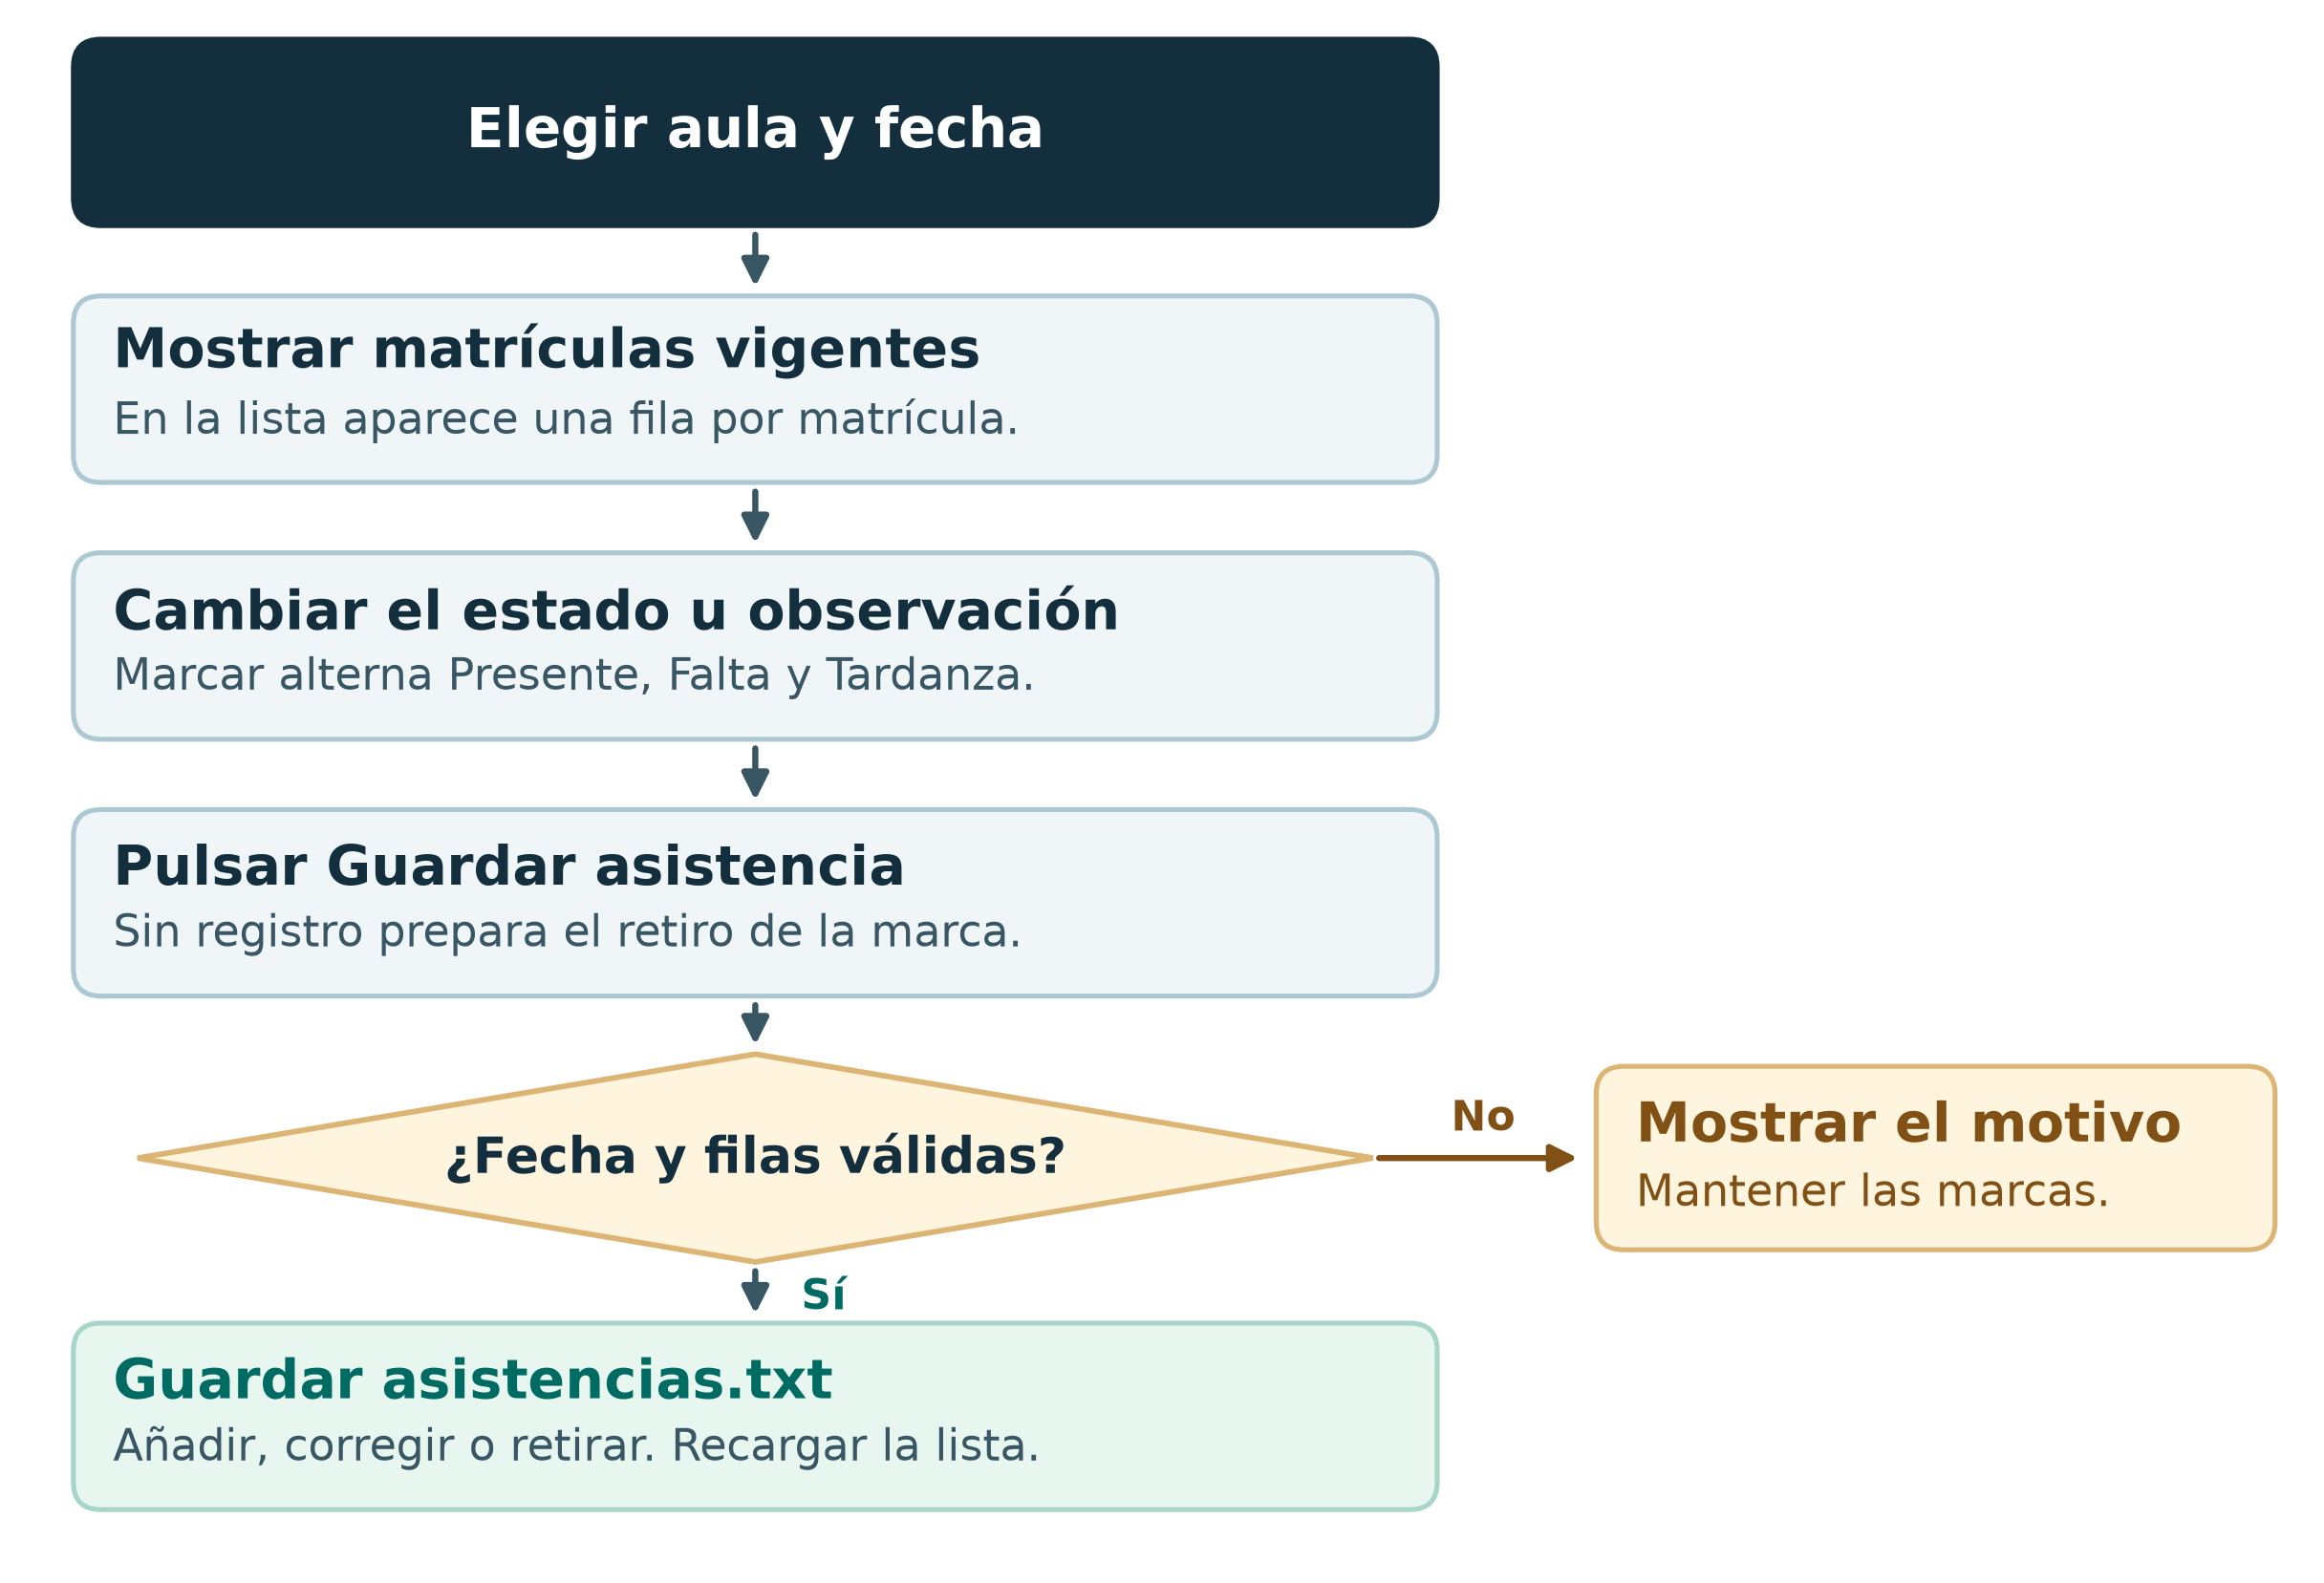 Elegir aula y fecha
Mostrar matrículas vigentes
En la lista aparece una fila por matrícula.
Cambiar el estado u observación
Marcar alterna Presente, Falta y Tardanza.
Pulsar Guardar asistencia
Sin registro prepara el retiro de la marca.
¿Fecha y filas válidas?
No
Mostrar el motivo
Mantener las marcas.
Sí
Guardar asistencias.txt
Añadir, corregir o retirar. Recargar la lista.